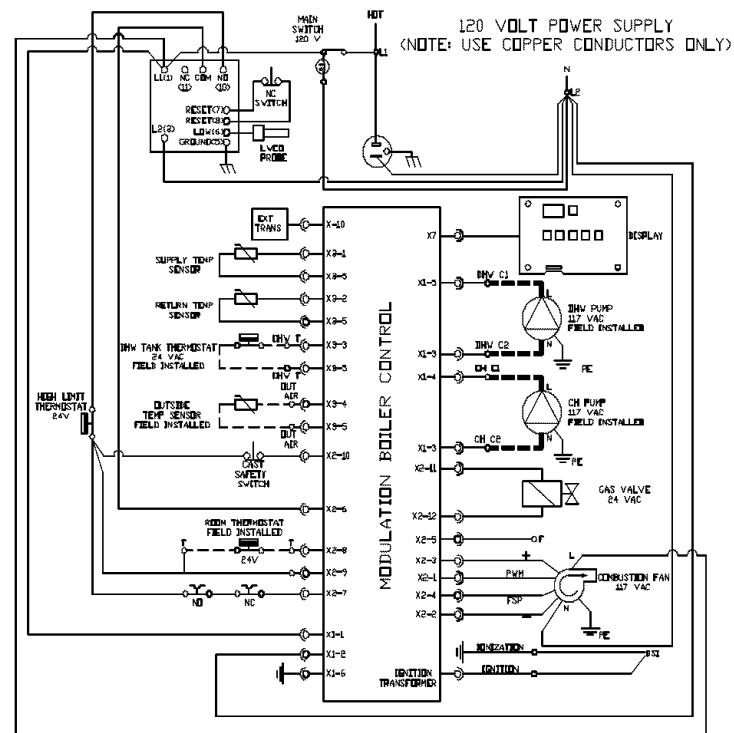 120 VOLT POWER SUPPLY
(NOTE: USE COPPER CONDUCTORS ONLY)
HOT
MAIN
SWITCH
120 V
L1
N
L2
L1(1)
NC
(11)
COM
NO
(10)
NC
SWITCH
RESET(7)
RESET(8)
LOW(6)
GROUND(5)
L2(3)
LWCO
PROBE
EXT
TRANS
X-10
X7
DISPLAY
SUPPLY TEMP
SENSOR
X3-1
X3-5
RETURN TEMP
SENSOR
X3-2
X3-5
DHW TANK THERMOSTAT
24 VAC
FIELD INSTALLED
DHW T
X3-3
DHW T
X3-5
OUTSIDE
TEMP SENSOR
FIELD INSTALLED
OUT
AIR
X3-4
X3-5
OUT
AIR
HIGH LIMIT
THERMOSTAT
24V
CAST
SAFETY
SWITCH
X2-10
X2-6
ROOM THERMOSTAT
FIELD INSTALLED
T
T
24V
X2-8
X2-9
X2-7
NO
NC
X1-1
X1-2
X1-6
MODULATION BOILER CONTROL
X1-5
DHW C1
L
DHW PUMP
117 VAC
FIELD INSTALLED
N
PE
X1-3
DHW C2
X1-4
CH C1
L
CH PUMP
117 VAC
FIELD INSTALLED
N
PE
X1-3
CH C2
X2-11
GAS VALVE
24 VAC
X2-12
X2-5
F
X2-3
+
L
X2-1
PWM
COMBUSTION FAN
117 VAC
X2-4
FSP
X2-2
–
N
PE
IONIZATION
DSI
IGNITION
IGNITION
TRANSFORMER